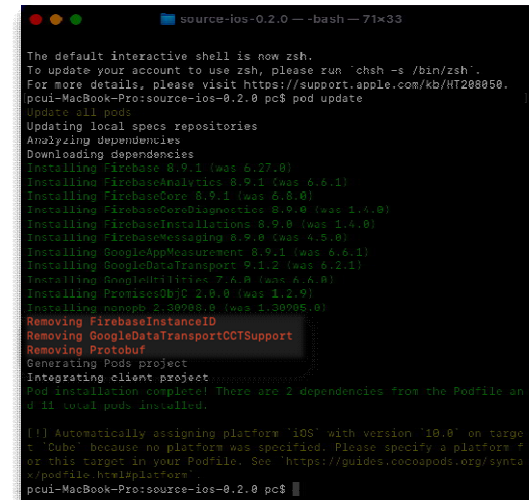 source-ios-0.2.0 — -bash — 71×33
The default interactive shell is now zsh.
To update your account to use zsh, please run `chsh -s /bin/zsh`.
For more details, please visit https://support.apple.com/kb/HT208050.
pcui-MacBook-Pro:source-ios-0.2.0 pc$ pod update
Update all pods
Updating local specs repositories
Analyzing dependencies
Downloading dependencies
Installing Firebase 8.9.1 (was 6.27.0)
Installing FirebaseAnalytics 8.9.1 (was 6.6.1)
Installing FirebaseCore 8.9.1 (was 6.8.0)
Installing FirebaseCoreDiagnostics 8.9.0 (was 1.4.0)
Installing FirebaseInstallations 8.9.0 (was 1.4.0)
Installing FirebaseMessaging 8.9.0 (was 4.5.0)
Installing GoogleAppMeasurement 8.9.1 (was 6.6.1)
Installing GoogleDataTransport 9.1.2 (was 6.2.1)
Installing GoogleUtilities 7.6.0 (was 6.6.0)
Installing PromisesObjC 2.0.0 (was 1.2.9)
Installing nanopb 2.30908.0 (was 1.30905.0)
Removing FirebaseInstanceID
Removing GoogleDataTransportCCTSupport
Removing Protobuf
Generating Pods project
Integrating client project
Pod installation complete! There are 2 dependencies from the Podfile an
d 11 total pods installed.
[!] Automatically assigning platform `iOS` with version `10.0` on targe
t `Cube` because no platform was specified. Please specify a platform f
or this target in your Podfile. See `https://guides.cocoapods.org/synta
x/podfile.html#platform`.
pcui-MacBook-Pro:source-ios-0.2.0 pc$